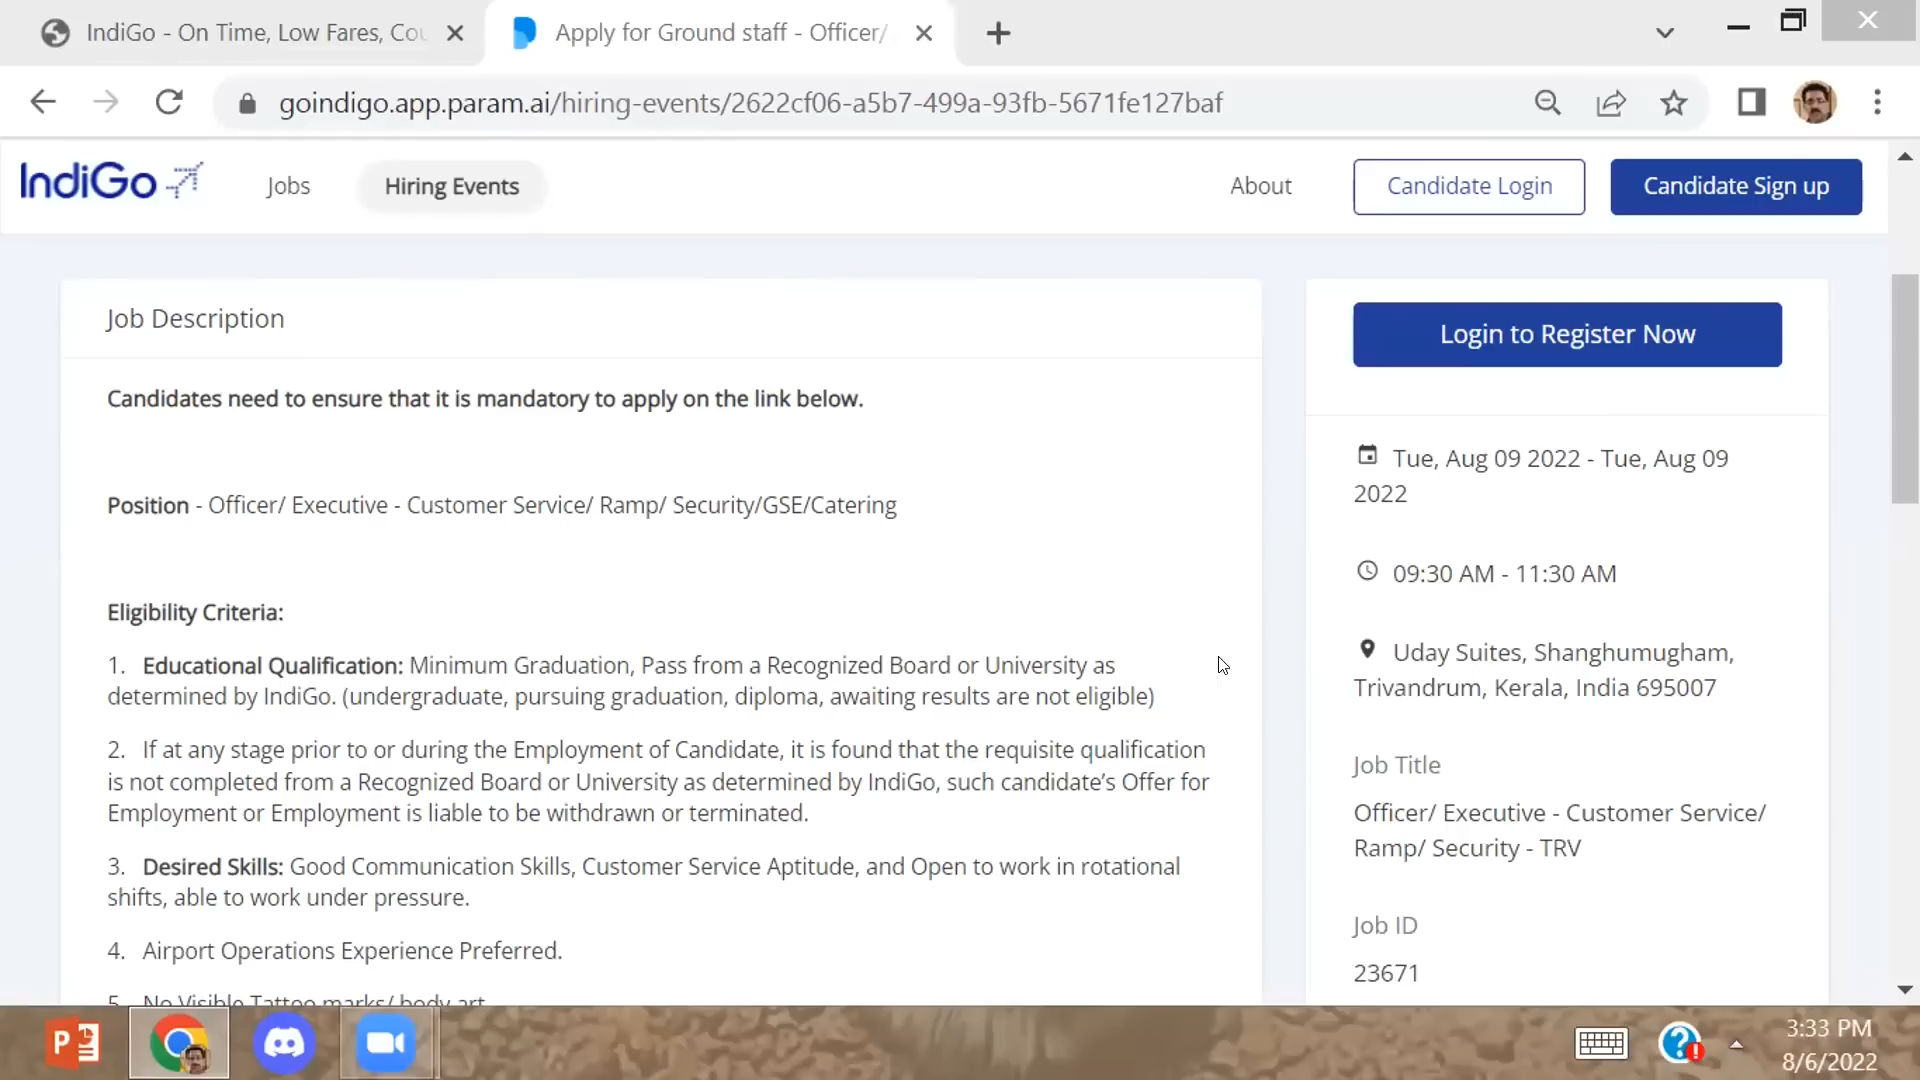 IndiGo - On Time, Low Fares, Cou
Apply for Ground staff - Officer/
goindigo.app.param.ai/hiring-events/2622cf06-a5b7-499a-93fb-5671fe127baf
IndiGo
Jobs
Hiring Events
About
Candidate Login
Candidate Sign up
Job Description
Candidates need to ensure that it is mandatory to apply on the link below.
Position - Officer/ Executive - Customer Service/ Ramp/ Security/GSE/Catering
Eligibility Criteria:
1. Educational Qualification: Minimum Graduation, Pass from a Recognized Board or University as
determined by IndiGo. (undergraduate, pursuing graduation, diploma, awaiting results are not eligible)
2. If at any stage prior to or during the Employment of Candidate, it is found that the requisite qualification
is not completed from a Recognized Board or University as determined by IndiGo, such candidate’s Offer for
Employment or Employment is liable to be withdrawn or terminated.
3. Desired Skills: Good Communication Skills, Customer Service Aptitude, and Open to work in rotational
shifts, able to work under pressure.
4. Airport Operations Experience Preferred.
5. No Visible Tattoo marks/ body art
Login to Register Now
Tue, Aug 09 2022 - Tue, Aug 09
2022
09:30 AM - 11:30 AM
Uday Suites, Shanghumugham,
Trivandrum, Kerala, India 695007
Job Title
Officer/ Executive - Customer Service/
Ramp/ Security - TRV
Job ID
23671
3:33 PM
8/6/2022